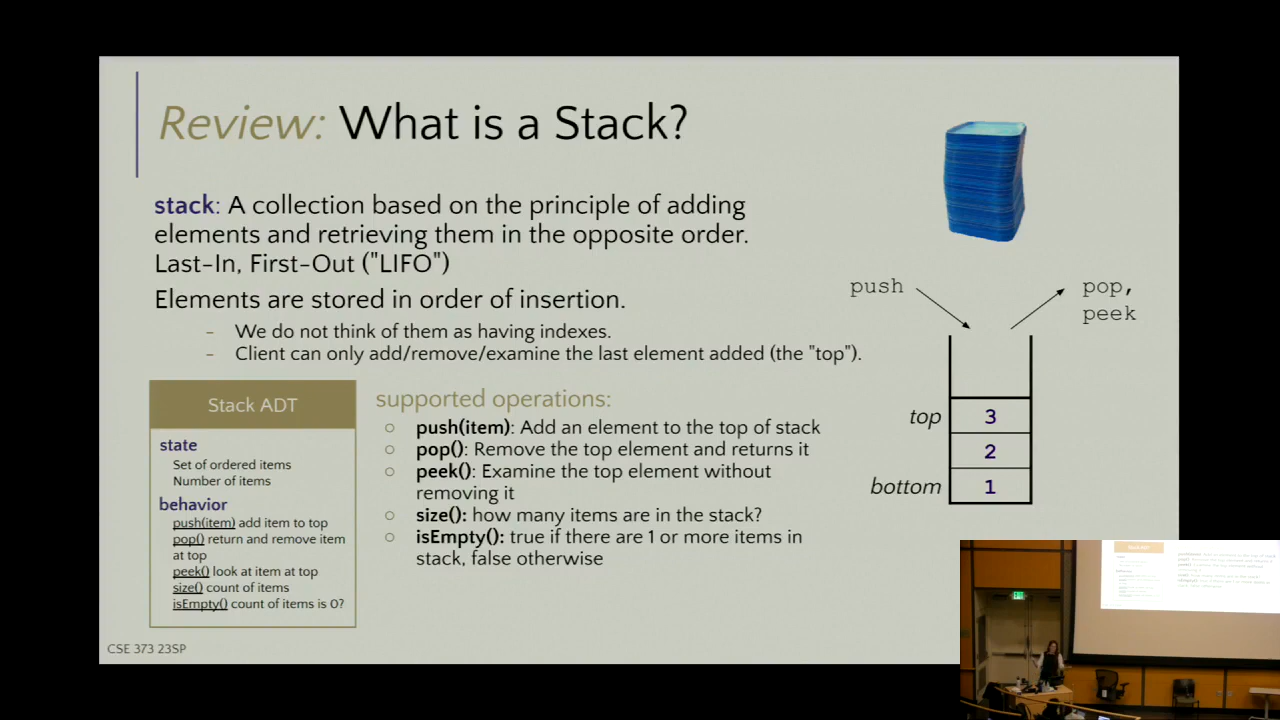 Review: What is a Stack?
stack: A collection based on the principle of adding
elements and retrieving them in the opposite order.
Last-In, First-Out ("LIFO")
Elements are stored in order of insertion.
– We do not think of them as having indexes.
– Client can only add/remove/examine the last element added (the "top").
Stack ADT
state
Set of ordered items
Number of items
behavior
push(item) add item to top
pop() return and remove item
at top
peek() look at item at top
size() count of items
isEmpty() count of items is 0?
supported operations:
○ push(item): Add an element to the top of stack
○ pop(): Remove the top element and returns it
○ peek(): Examine the top element without
removing it
○ size(): how many items are in the stack?
○ isEmpty(): true if there are 1 or more items in
stack, false otherwise
push
pop,
peek
top 3
2
bottom 1
CSE 373 23SP